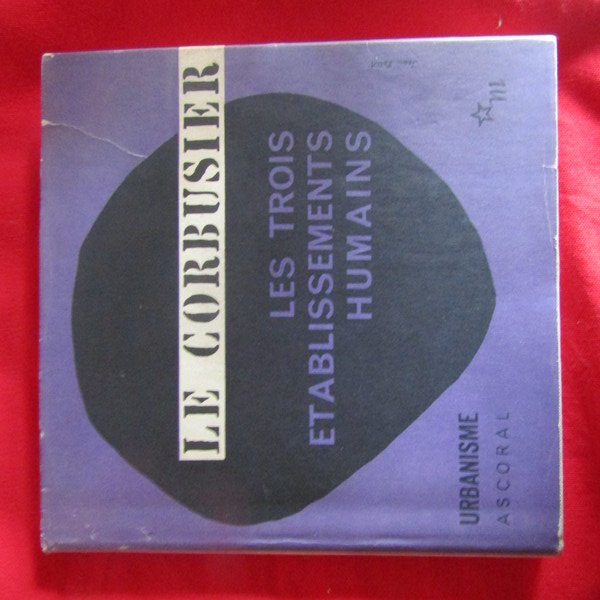 LE CORBUSIER
LES TROIS
ETABLISSEMENTS
HUMAINS
URBANISME
ASCORAL